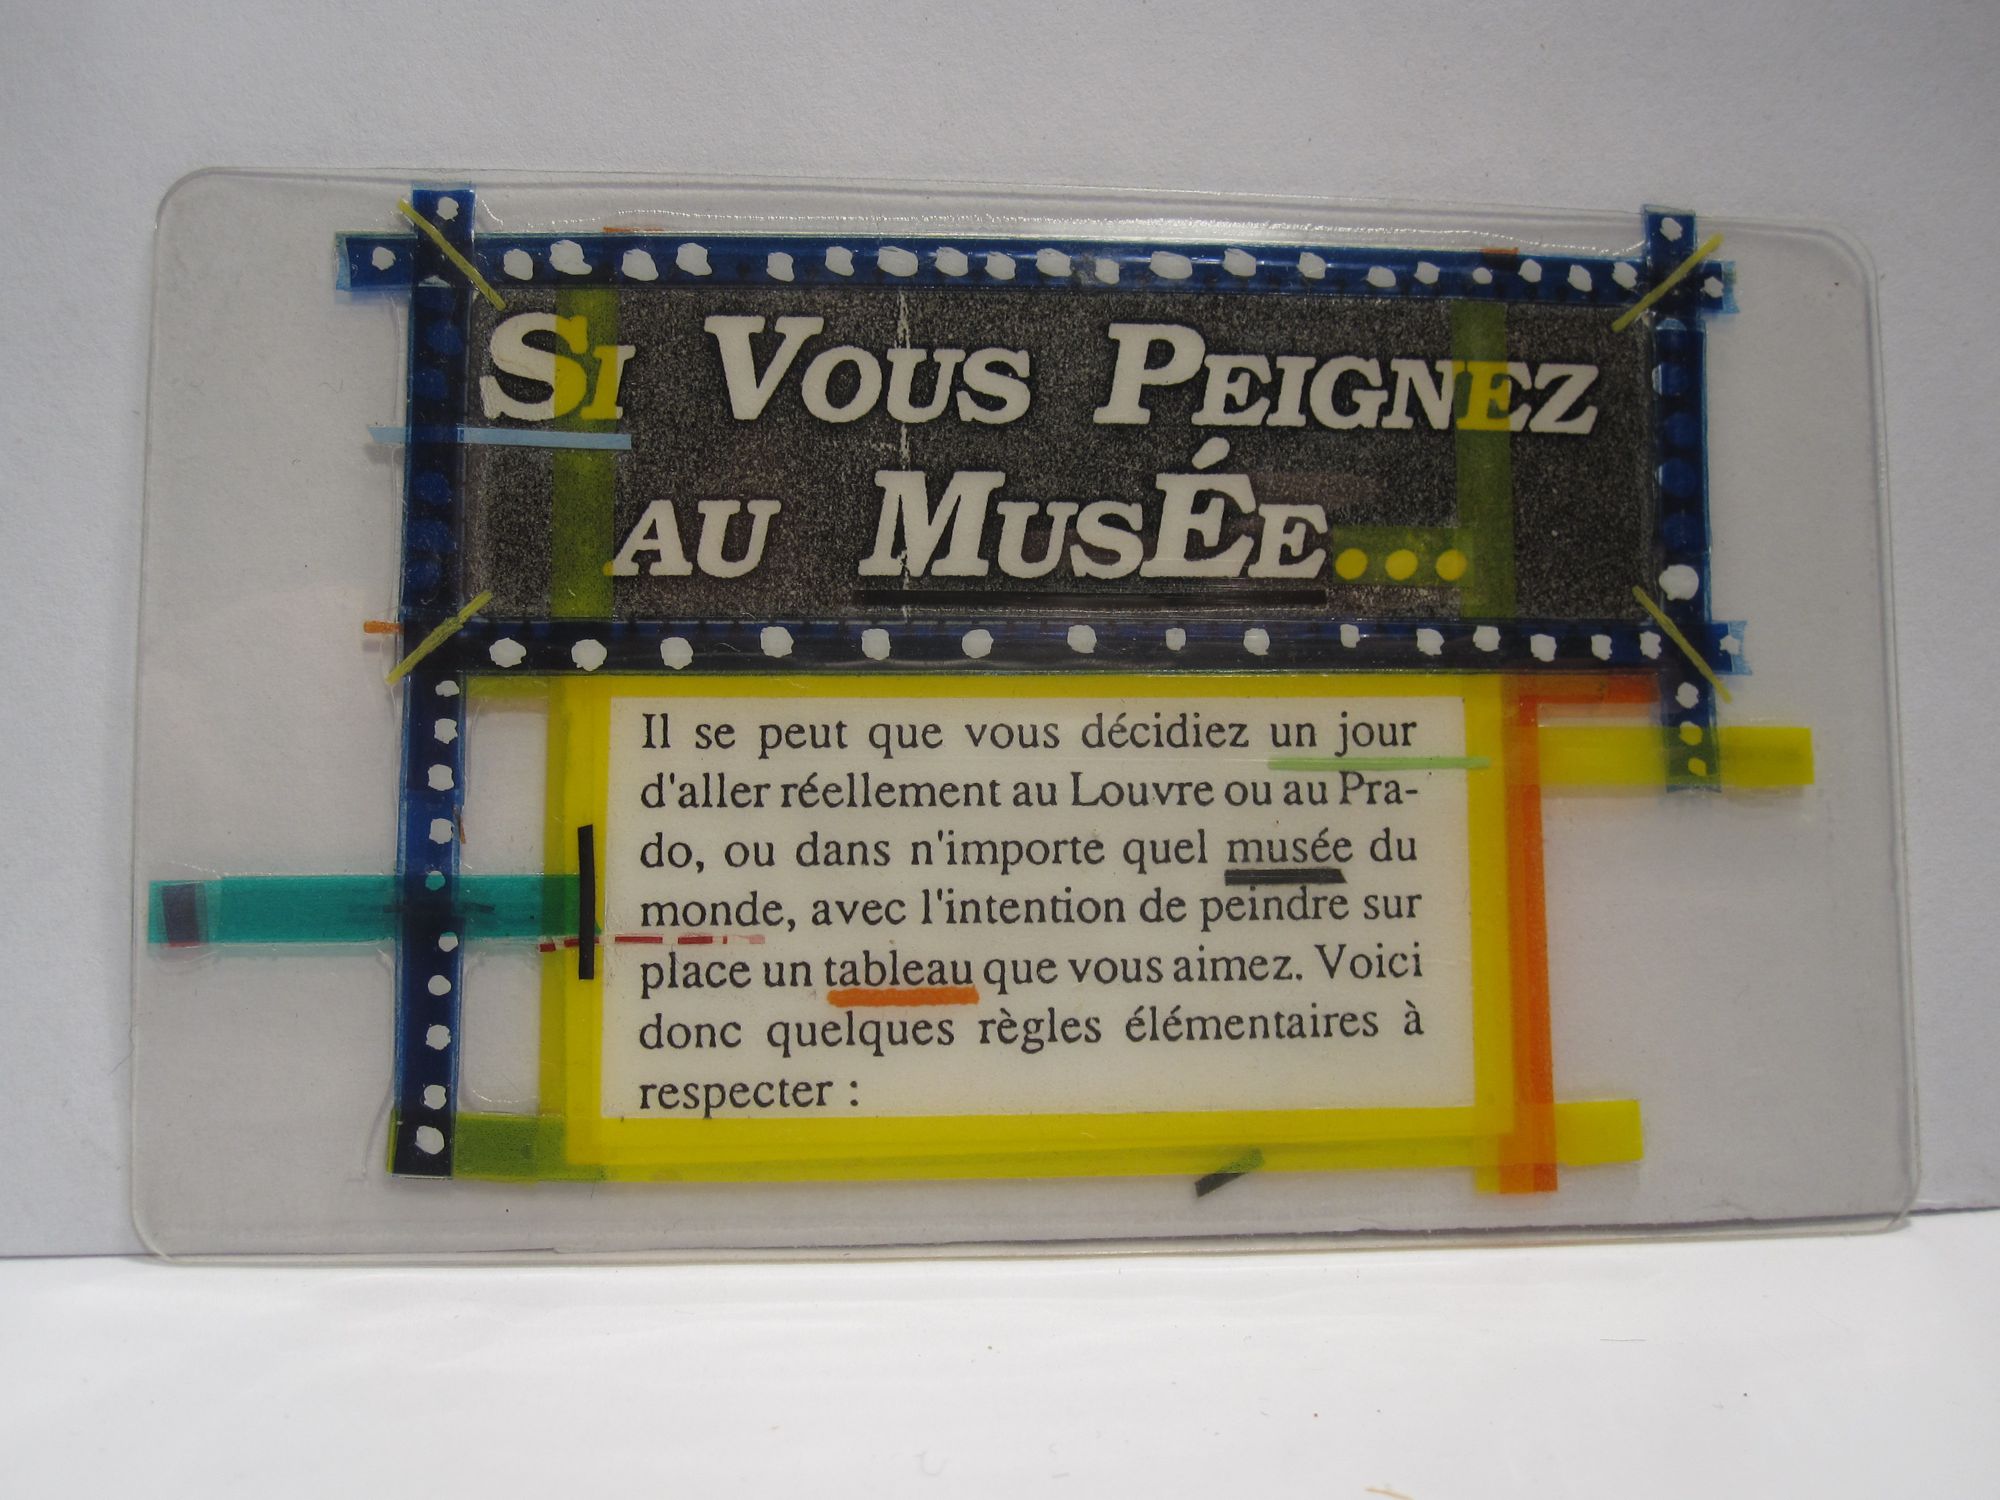 SI VOUS PEIGNEZ
AU MUSÉE...
Il se peut que vous décidiez un jour
d'aller réellement au Louvre ou au Pra-
do, ou dans n'importe quel musée du
monde, avec l'intention de peindre sur
place un tableau que vous aimez. Voici
donc quelques règles élémentaires à
respecter :